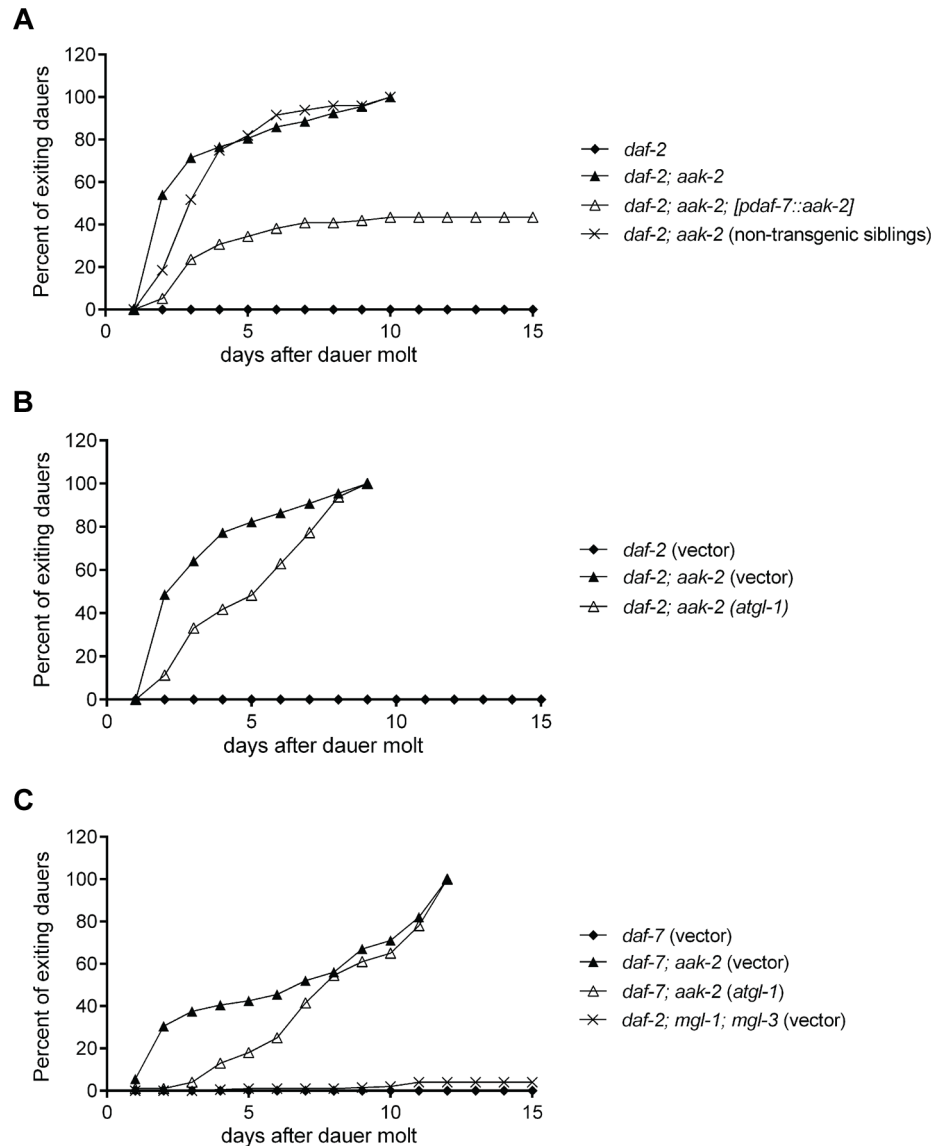 A
120
100
80
60
40
20
0
Percent of exiting dauers
0 5 10 15
days after dauer molt
daf-2
daf-2; aak-2
daf-2; aak-2; [pdaf-7::aak-2]
daf-2; aak-2 (non-transgenic siblings)
B
120
100
80
60
40
20
0
Percent of exiting dauers
0 5 10 15
days after dauer molt
daf-2 (vector)
daf-2; aak-2 (vector)
daf-2; aak-2 (atgl-1)
C
120
100
80
60
40
20
0
Percent of exiting dauers
0 5 10 15
days after dauer molt
daf-7 (vector)
daf-7; aak-2 (vector)
daf-7; aak-2 (atgl-1)
daf-2; mgl-1; mgl-3 (vector)